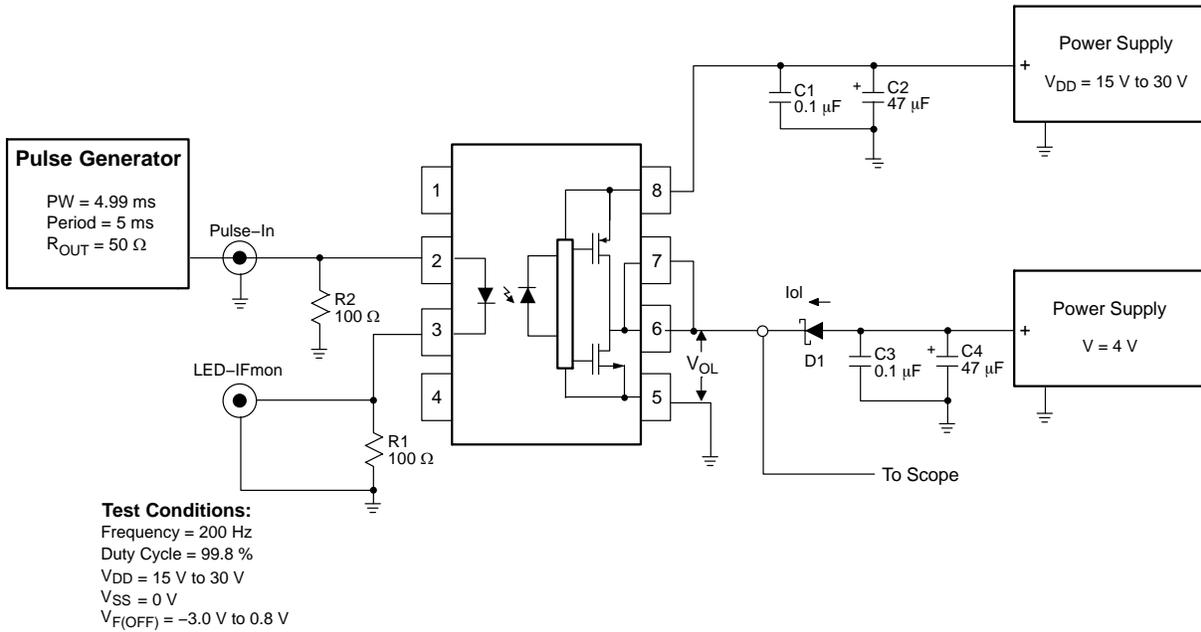 Power Supply
V_DD = 15 V to 30 V
+
C1
0.1 μF
+
C2
47 μF
Pulse Generator
PW = 4.99 ms
Period = 5 ms
R_OUT = 50 Ω
Pulse–In
R2
100 Ω
LED–IFmon
R1
100 Ω
1
2
3
4
8
7
6
5
V_OL
Iol
D1
C3
0.1 μF
+
C4
47 μF
+
Power Supply
V = 4 V
To Scope
Test Conditions:
Frequency = 200 Hz
Duty Cycle = 99.8 %
V_DD = 15 V to 30 V
V_SS = 0 V
V_F(OFF) = –3.0 V to 0.8 V